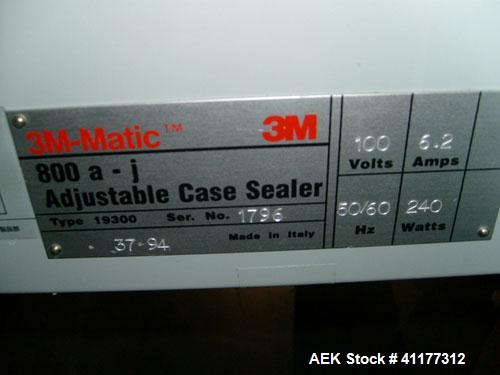 3M-Matic™ 3M
800 a - j
Adjustable Case Sealer
Type 19300 Ser. No. 1796
37-94 Made in Italy
100 6.2
Volts Amps
50/60 240
Hz Watts
AEK Stock # 41177312